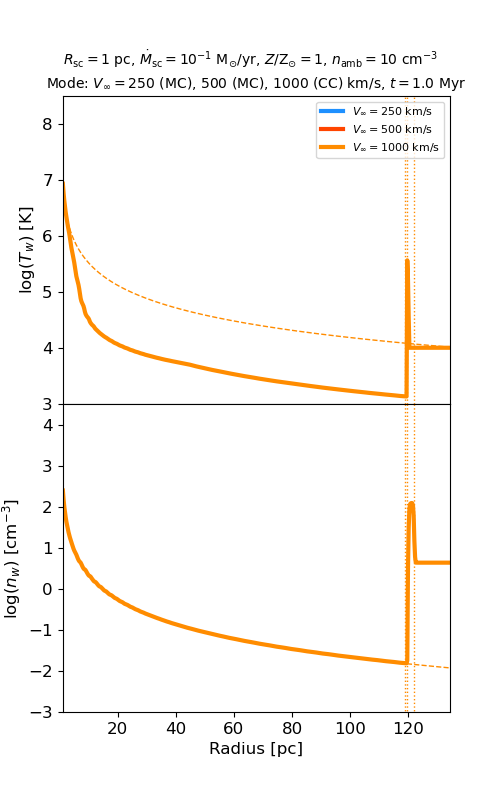 R_sc = 1 pc, Ṁ_sc = 10^−1 M_⊙/yr, Z/Z_⊙ = 1, n_amb = 10 cm^−3
Mode: V_∞ = 250 (MC), 500 (MC), 1000 (CC) km/s, t = 1.0 Myr
V_∞ = 250 km/s
V_∞ = 500 km/s
V_∞ = 1000 km/s
log(T_w) [K]
8
7
6
5
4
3
log(n_w) [cm^−3]
4
3
2
1
0
−1
−2
−3
20 40 60 80 100 120
Radius [pc]